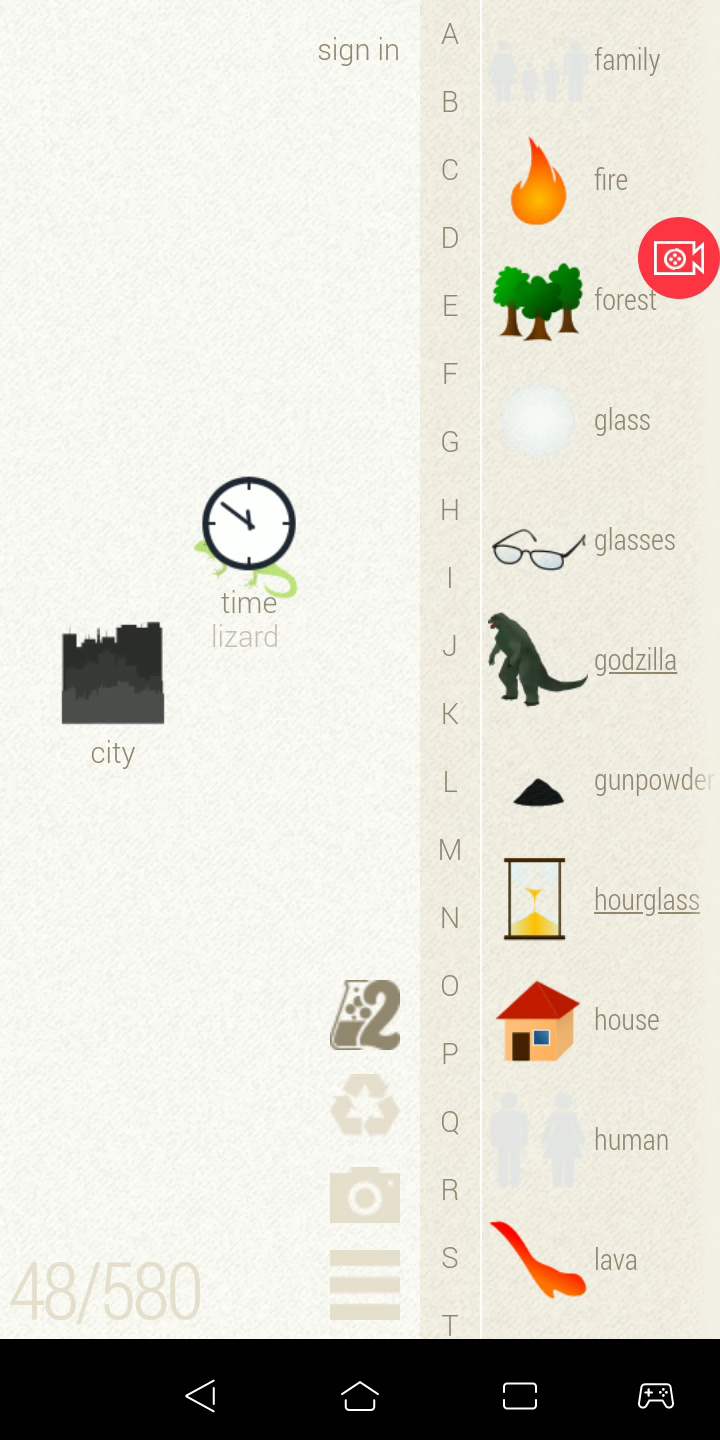 sign in
time
lizard
city
2
48/580
A
B
C
D
E
F
G
H
I
J
K
L
M
N
O
P
Q
R
S
T
family
fire
forest
glass
glasses
godzilla
gunpowder
hourglass
house
human
lava